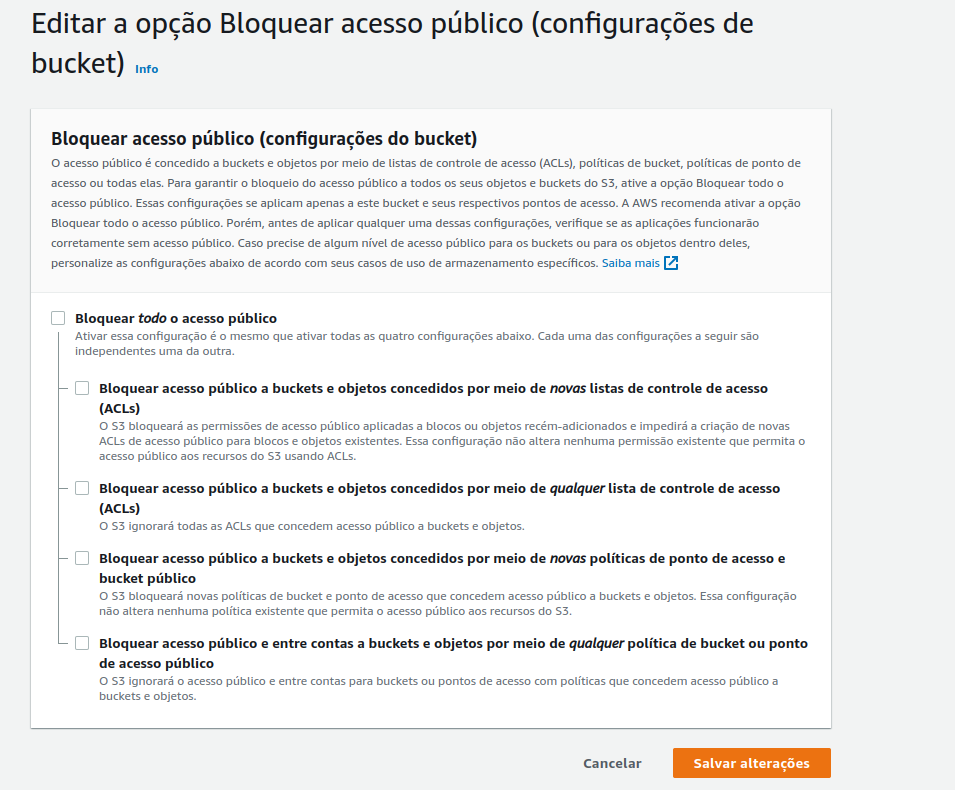 Editar a opção Bloquear acesso público (configurações de
bucket) Info
Bloquear acesso público (configurações do bucket)
O acesso público é concedido a buckets e objetos por meio de listas de controle de acesso (ACLs), políticas de bucket, políticas de ponto de
acesso ou todas elas. Para garantir o bloqueio do acesso público a todos os seus objetos e buckets do S3, ative a opção Bloquear todo o
acesso público. Essas configurações se aplicam apenas a este bucket e seus respectivos pontos de acesso. A AWS recomenda ativar a opção
Bloquear todo o acesso público. Porém, antes de aplicar qualquer uma dessas configurações, verifique se as aplicações funcionarão
corretamente sem acesso público. Caso precise de algum nível de acesso público para os buckets ou para os objetos dentro deles,
personalize as configurações abaixo de acordo com seus casos de uso de armazenamento específicos. Saiba mais
Bloquear todo o acesso público
Ativar essa configuração é o mesmo que ativar todas as quatro configurações abaixo. Cada uma das configurações a seguir são
independentes uma da outra.
Bloquear acesso público a buckets e objetos concedidos por meio de novas listas de controle de acesso
(ACLs)
O S3 bloqueará as permissões de acesso público aplicadas a blocos ou objetos recém-adicionados e impedirá a criação de novas
ACLs de acesso público para blocos e objetos existentes. Essa configuração não altera nenhuma permissão existente que permita o
acesso público aos recursos do S3 usando ACLs.
Bloquear acesso público a buckets e objetos concedidos por meio de qualquer lista de controle de acesso
(ACLs)
O S3 ignorará todas as ACLs que concedem acesso público a buckets e objetos.
Bloquear acesso público a buckets e objetos concedidos por meio de novas políticas de ponto de acesso e
bucket público
O S3 bloqueará novas políticas de bucket e ponto de acesso que concedem acesso público a buckets e objetos. Essa configuração
não altera nenhuma política existente que permita o acesso público aos recursos do S3.
Bloquear acesso público e entre contas a buckets e objetos por meio de qualquer política de bucket ou ponto
de acesso público
O S3 ignorará o acesso público e entre contas para buckets ou pontos de acesso com políticas que concedem acesso público a
buckets e objetos.
Cancelar
Salvar alterações